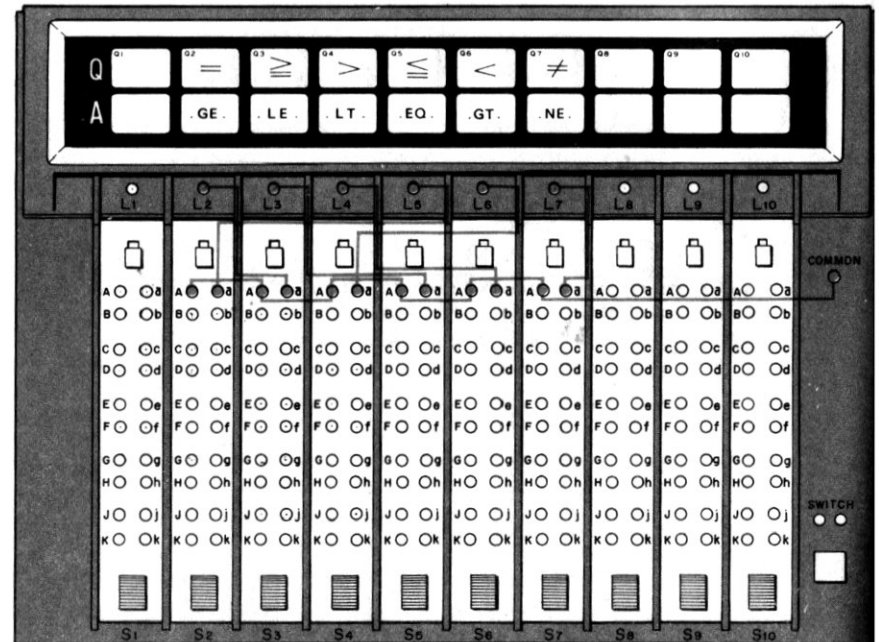 Q Q1 Q2 = Q3 ≧ Q4 > Q5 ≦ Q6 < Q7 ≠ Q8 Q9 Q10
A .GE. .LE. .LT. .EQ. .GT. .NE.
L1 L2 L3 L4 L5 L6 L7 L8 L9 L10
COMMON
A a A a A a A a A a A a A a A a A a A a
B b B b B b B b B b B b B b B b B b B b
C c C c C c C c C c C c C c C c C c C c
D d D d D d D d D d D d D d D d D d D d
E e E e E e E e E e E e E e E e E e E e
F f F f F f F f F f F f F f F f F f F f
G g G g G g G g G g G g G g G g G g G g
H h H h H h H h H h H h H h H h H h H h
SWITCH
J j J j J j J j J j J j J j J j J j J j
K k K k K k K k K k K k K k K k K k K k
S1 S2 S3 S4 S5 S6 S7 S8 S9 S10